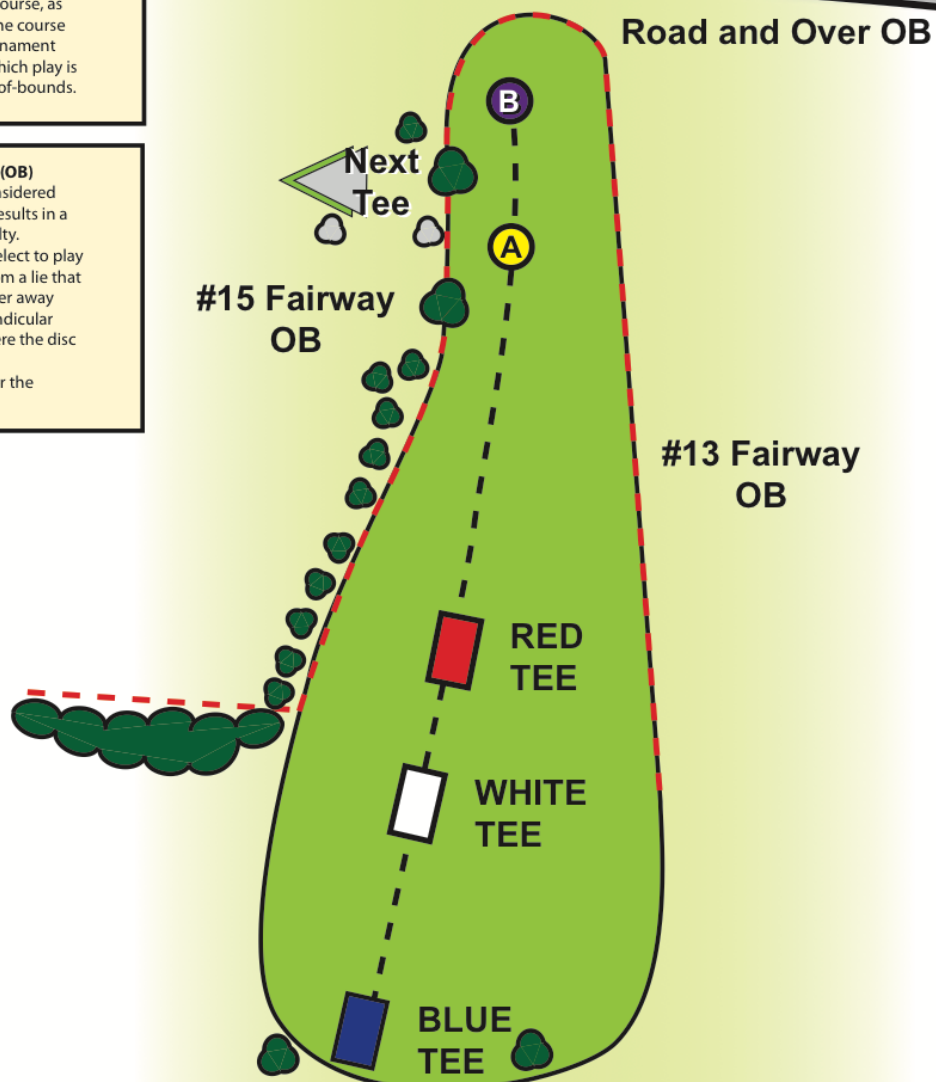 ourse, as
he course
nament
hich play is
of-bounds.
(OB)
nsidered
esults in a
lty.
elect to play
m a lie that
er away
ndicular
ere the disc
r the
Road and Over OB
B
Next
Tee
A
#15 Fairway
OB
#13 Fairway
OB
RED
TEE
WHITE
TEE
BLUE
TEE